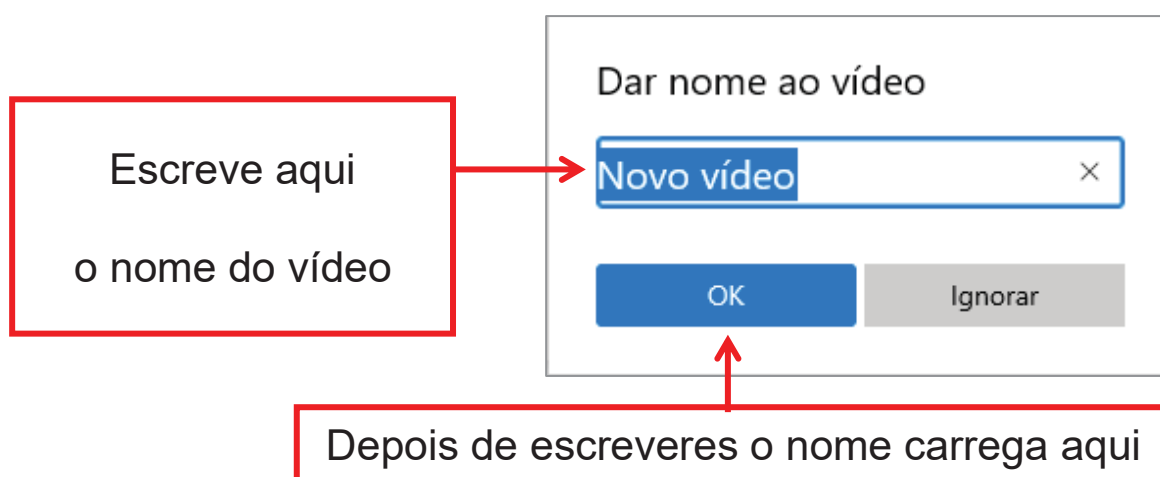 Dar nome ao vídeo
Escreve aqui
o nome do vídeo
Novo vídeo
OK
Ignorar
Depois de escreveres o nome carrega aqui